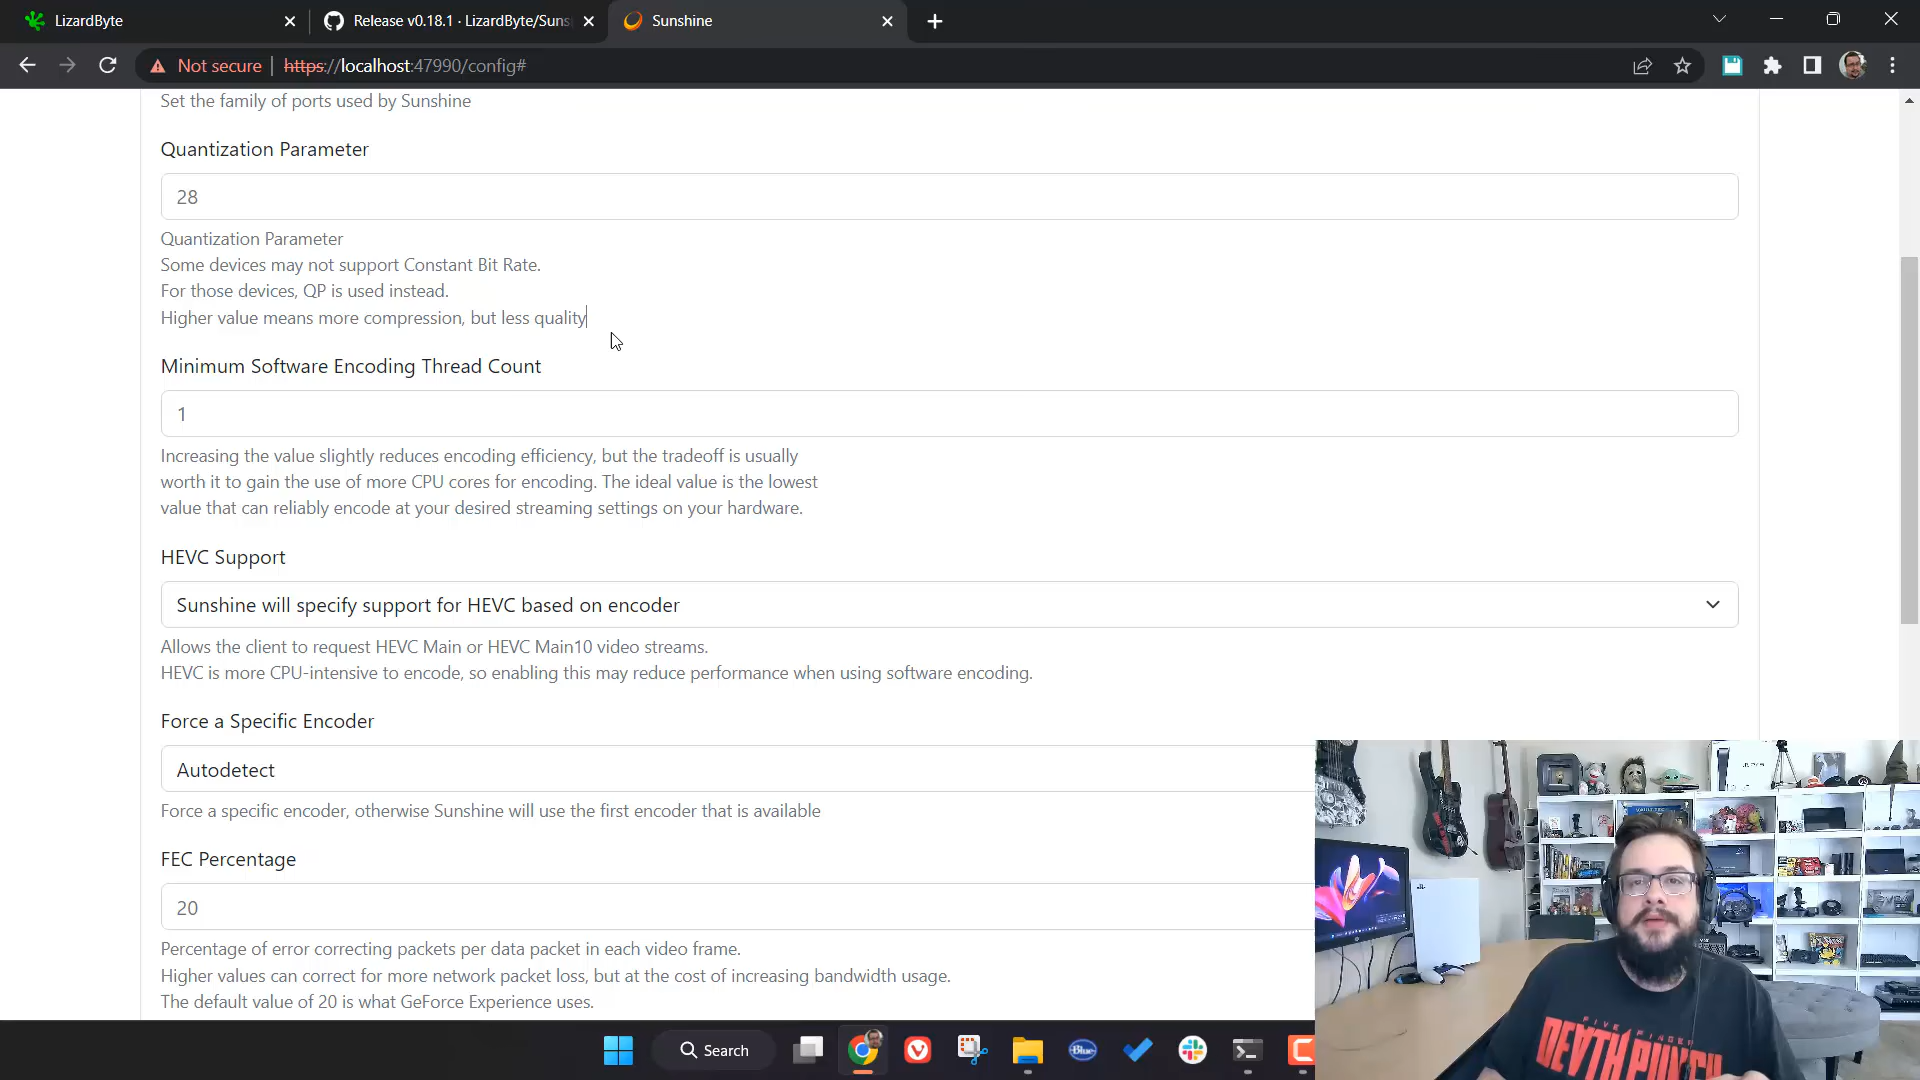 LizardByte
Release v0.18.1 · LizardByte/Suns
Sunshine
Not secure
https://localhost:47990/config#
Set the family of ports used by Sunshine
Quantization Parameter
28
Quantization Parameter
Some devices may not support Constant Bit Rate.
For those devices, QP is used instead.
Higher value means more compression, but less quality
Minimum Software Encoding Thread Count
1
Increasing the value slightly reduces encoding efficiency, but the tradeoff is usually
worth it to gain the use of more CPU cores for encoding. The ideal value is the lowest
value that can reliably encode at your desired streaming settings on your hardware.
HEVC Support
Sunshine will specify support for HEVC based on encoder
Allows the client to request HEVC Main or HEVC Main10 video streams.
HEVC is more CPU-intensive to encode, so enabling this may reduce performance when using software encoding.
Force a Specific Encoder
Autodetect
Force a specific encoder, otherwise Sunshine will use the first encoder that is available
FEC Percentage
20
Percentage of error correcting packets per data packet in each video frame.
Higher values can correct for more network packet loss, but at the cost of increasing bandwidth usage.
The default value of 20 is what GeForce Experience uses.
Search
Blue
FIVE FINGER
DEATH PUNCH